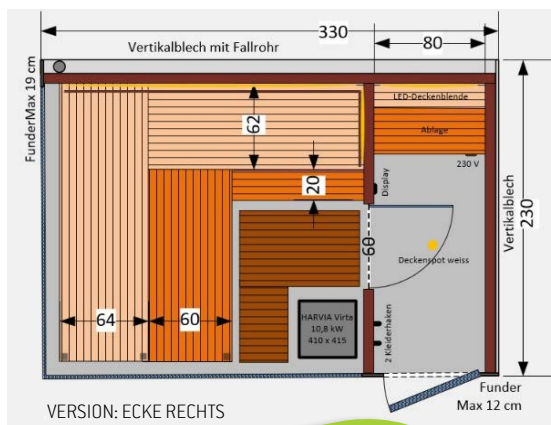 330
Vertikalblech mit Fallrohr
80
FunderMax 19 cm
LED-Deckenblende
62
Ablage
230 V
Display
20
Vertikalblech
230
60
Deckenspot weiss
64
60
HARVIA Virta
10,8 kW
410 x 415
2 Kleiderhaken
Funder
Max 12 cm
VERSION: ECKE RECHTS